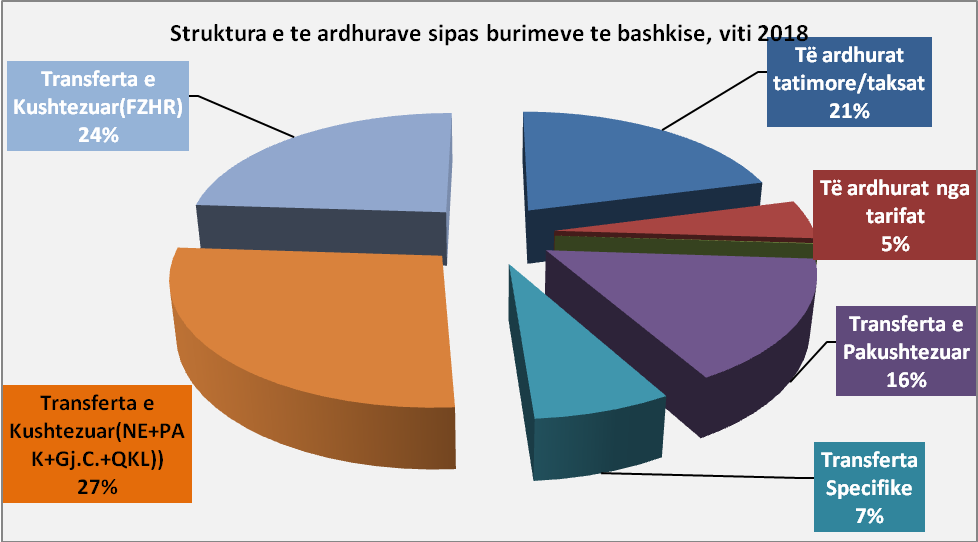 Struktura e te ardhurave sipas burimeve te bashkise, viti 2018
Transferta e
Kushtezuar(FZHR)
24%
Të ardhurat
tatimore/taksat
21%
Të ardhurat nga
tarifat
5%
Transferta e
Pakushtezuar
16%
Transferta
Specifike
7%
Transferta e
Kushtezuar(NE+PA
K+Gj.C.+QKL))
27%